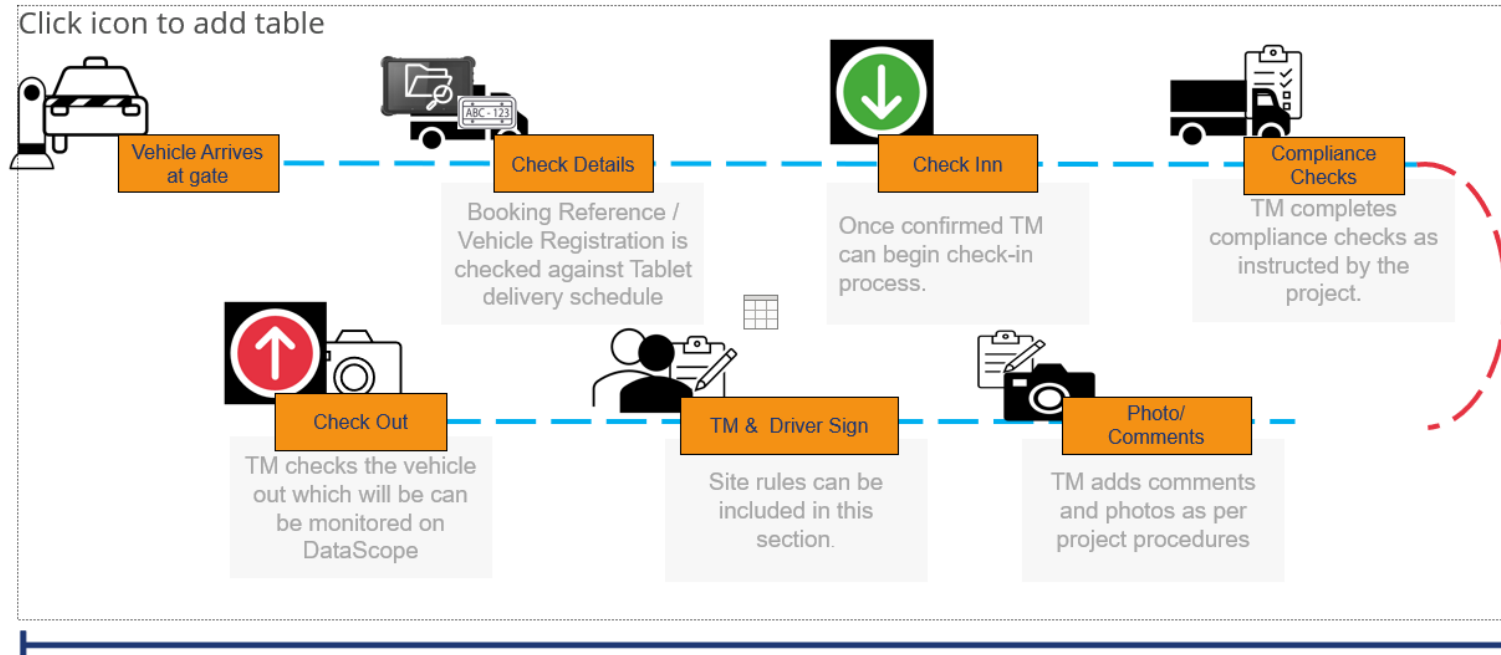 Click icon to add table
ABC - 123
Vehicle Arrives
at gate
Check Details
Check Inn
Compliance
Checks
Booking Reference /
Vehicle Registration is
checked against Tablet
delivery schedule
Once confirmed TM
can begin check-in
process.
TM completes
compliance checks as
instructed by the
project.
Check Out
TM & Driver Sign
Photo/
Comments
TM checks the vehicle
out which will be can
be monitored on
DataScope
Site rules can be
included in this
section.
TM adds comments
and photos as per
project procedures